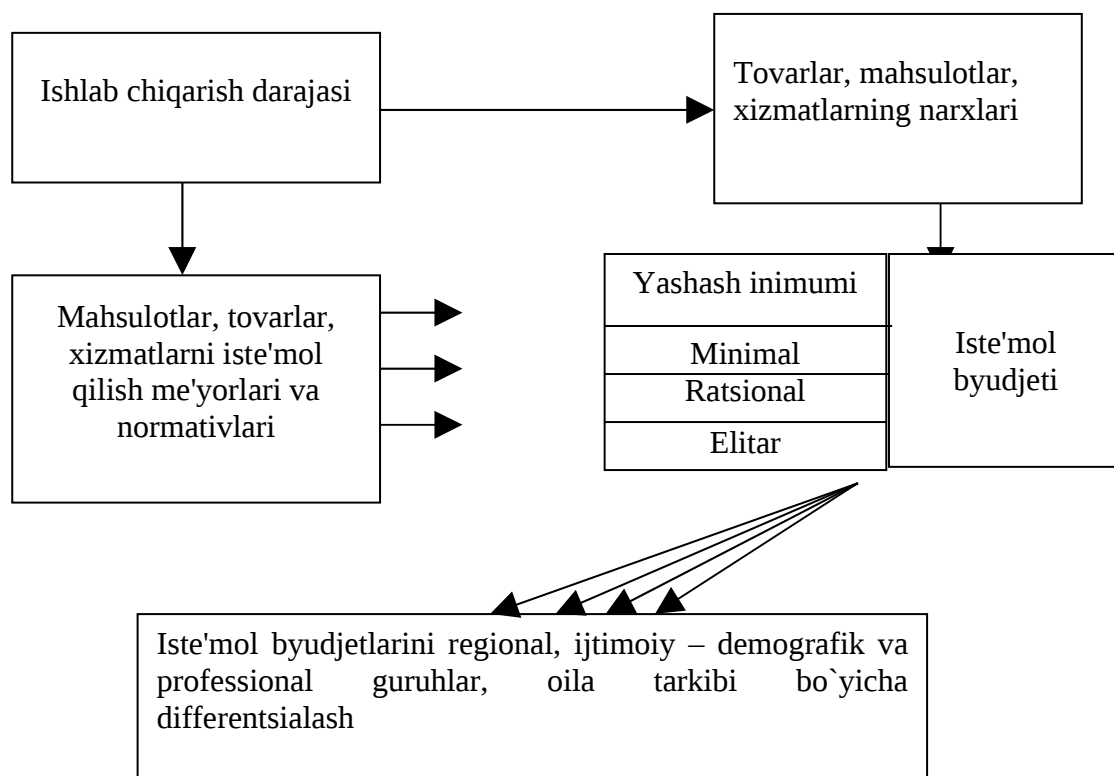 Ishlab chiqarish darajasi
Tovarlar, mahsulotlar,
xizmatlarning narxlari
Mahsulotlar, tovarlar,
xizmatlarni iste'mol
qilish me'yorlari va
normativlari
Yashash inimumi
Minimal
Ratsional
Elitar
Iste'mol
byudjeti
Iste'mol byudjetlarini regional, ijtimoiy – demografik va
professional guruhlar, oila tarkibi bo`yicha
differentsialash